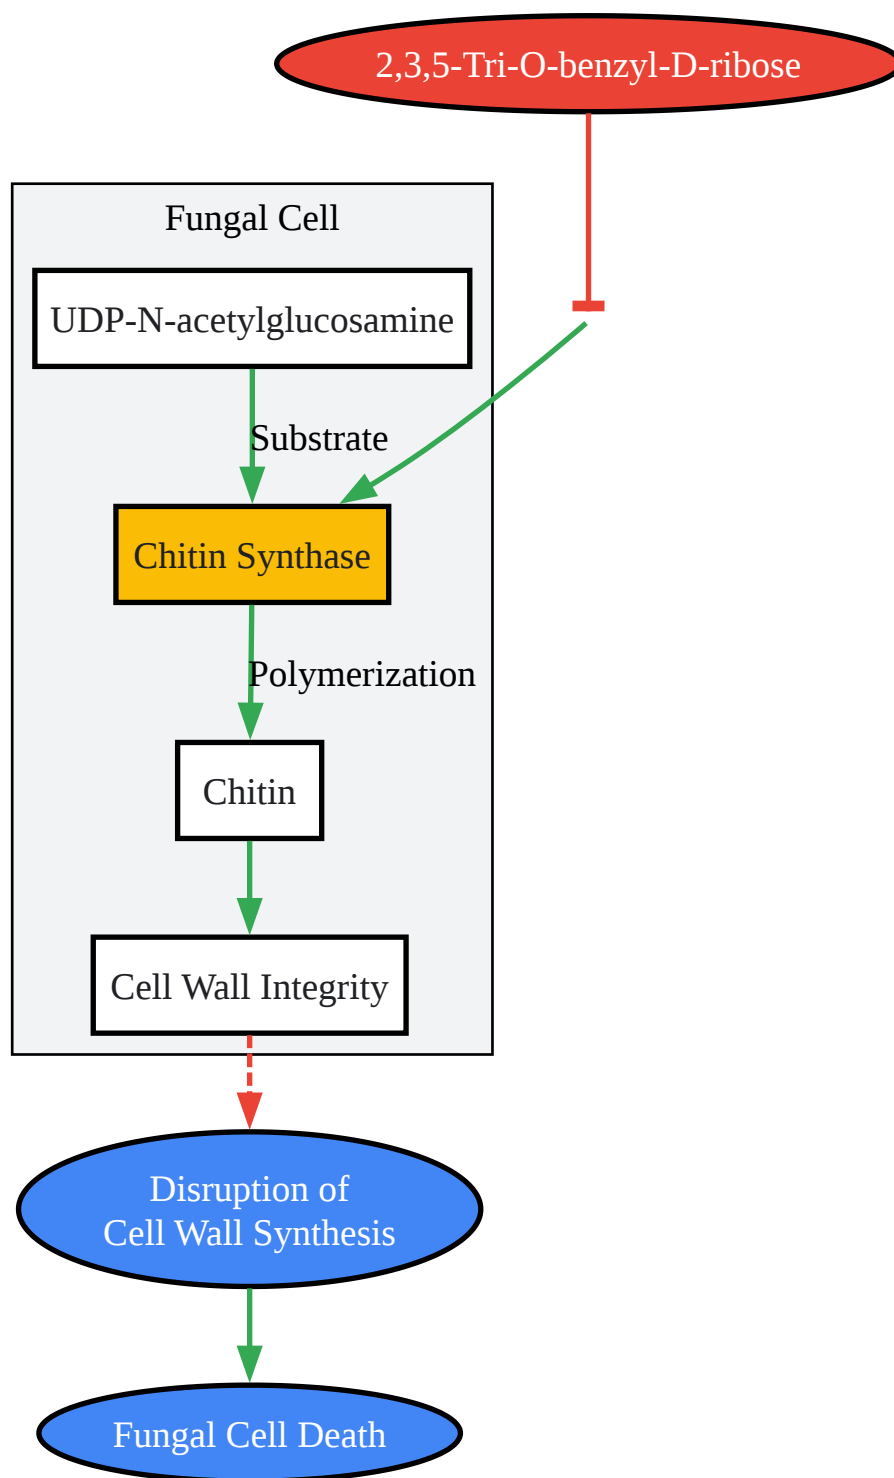 2,3,5-Tri-O-benzyl-D-ribose
Fungal Cell
UDP-N-acetylglucosamine
Substrate
Chitin Synthase
Polymerization
Chitin
Cell Wall Integrity
Disruption of
Cell Wall Synthesis
Fungal Cell Death